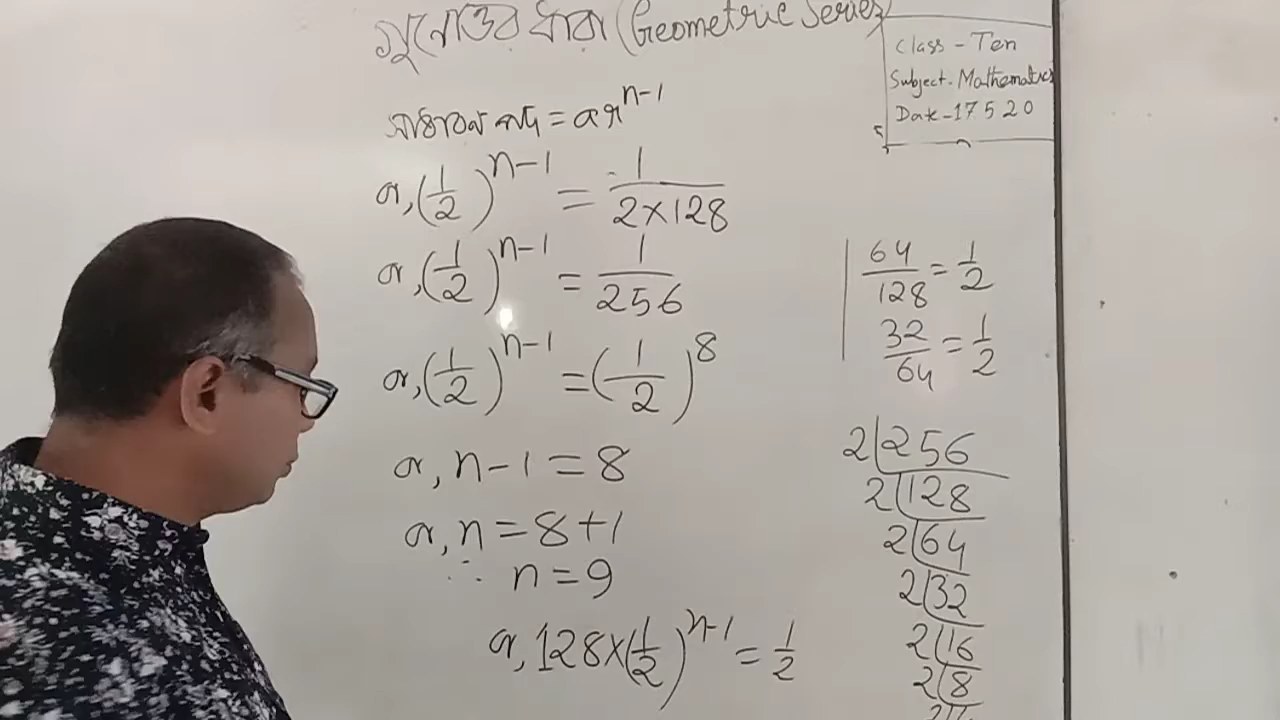 গুনোত্তর ধারা (Geometric Series)
Class - Ten
Subject. Mathematics
Date - 17 5 20
সাধারন পদ = ar^{n-1}
বা, (1/2)^{n-1} = 1/(2×128)
বা, (1/2)^{n-1} = 1/256
বা, (1/2)^{n-1} = (1/2)^8
বা, n-1 = 8
বা, n = 8+1
∴ n = 9
বা, 128×(1/2)^{n-1} = 1/2
64/128 = 1/2
32/64 = 1/2
2|256
2|128
2|64
2|32
2|16
2|8